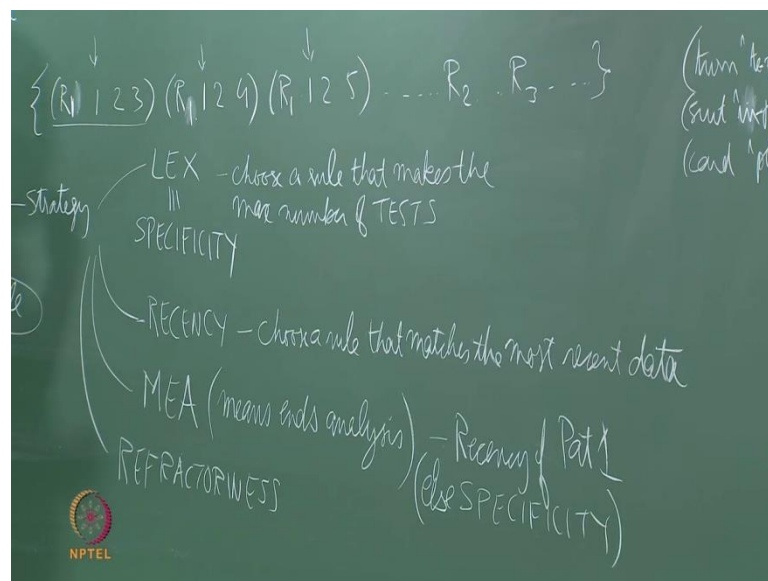 {(R1 1 2 3) (R1 1 2 4) (R1 1 2 5) ..... R2 .. R3 ... }
(turn
(suit
(card
- Strategy
LEX - choose a rule that makes the
max number of TESTS
|||
SPECIFICITY
RECENCY - choose a rule that matches the most recent data
MEA (means ends analysis) - Recency of Pat 1
(else SPECIFICITY)
REFRACTORINESS
NPTEL